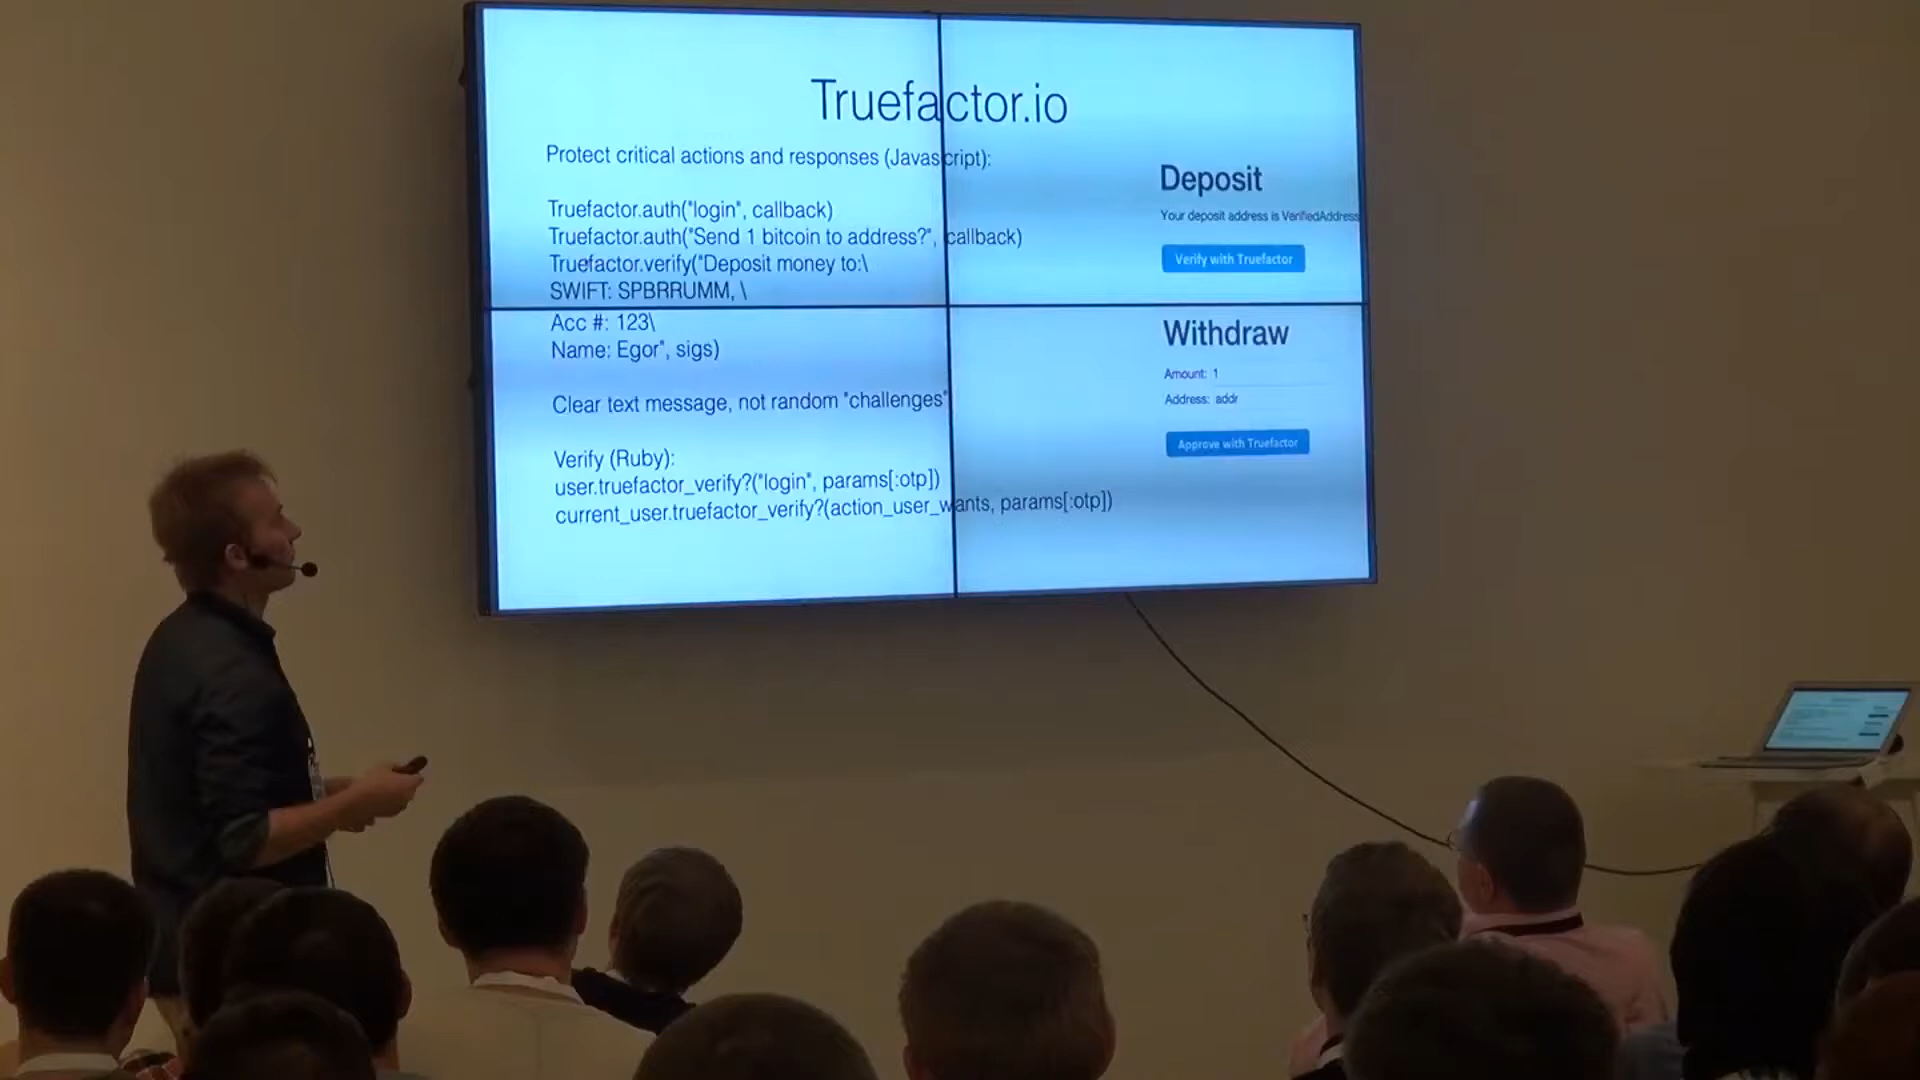 Truefactor.io
Protect critical actions and responses (Javascript):
Truefactor.auth("login", callback)
Truefactor.auth("Send 1 bitcoin to address?", callback)
Truefactor.verify("Deposit money to:\
SWIFT: SPBRRUMM, \
Acc #: 123\
Name: Egor", sigs)
Clear text message, not random "challenges"
Verify (Ruby):
user.truefactor_verify?("login", params[:otp])
current_user.truefactor_verify?(action_user_wants, params[:otp])
Deposit
Your deposit address is VerifiedAddress
Verify with Truefactor
Withdraw
Amount: 1
Address: addr
Approve with Truefactor